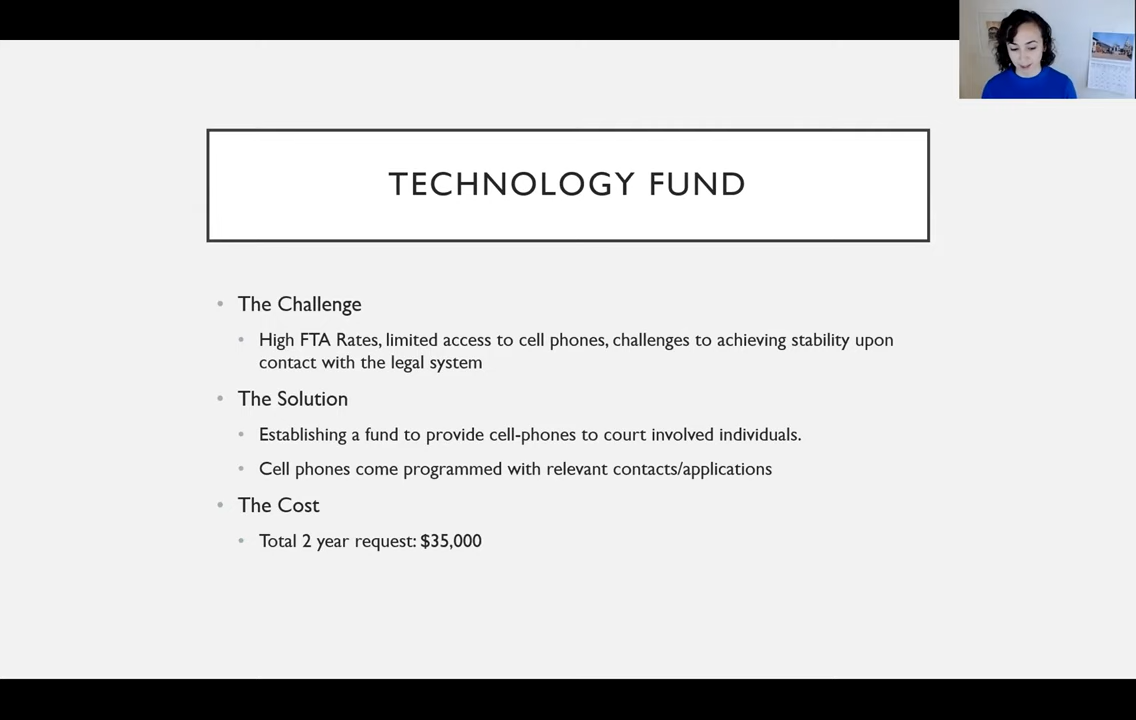 TECHNOLOGY FUND
• The Challenge
• High FTA Rates, limited access to cell phones, challenges to achieving stability upon
contact with the legal system
• The Solution
• Establishing a fund to provide cell-phones to court involved individuals.
• Cell phones come programmed with relevant contacts/applications
• The Cost
• Total 2 year request: $35,000